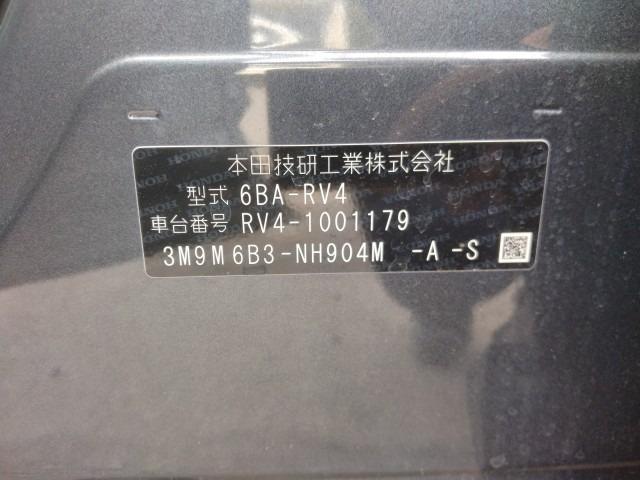 本田技研工業株式会社
型式 6BA-RV4
車台番号 RV4-1001179
3M9M6B3-NH904M -A -S